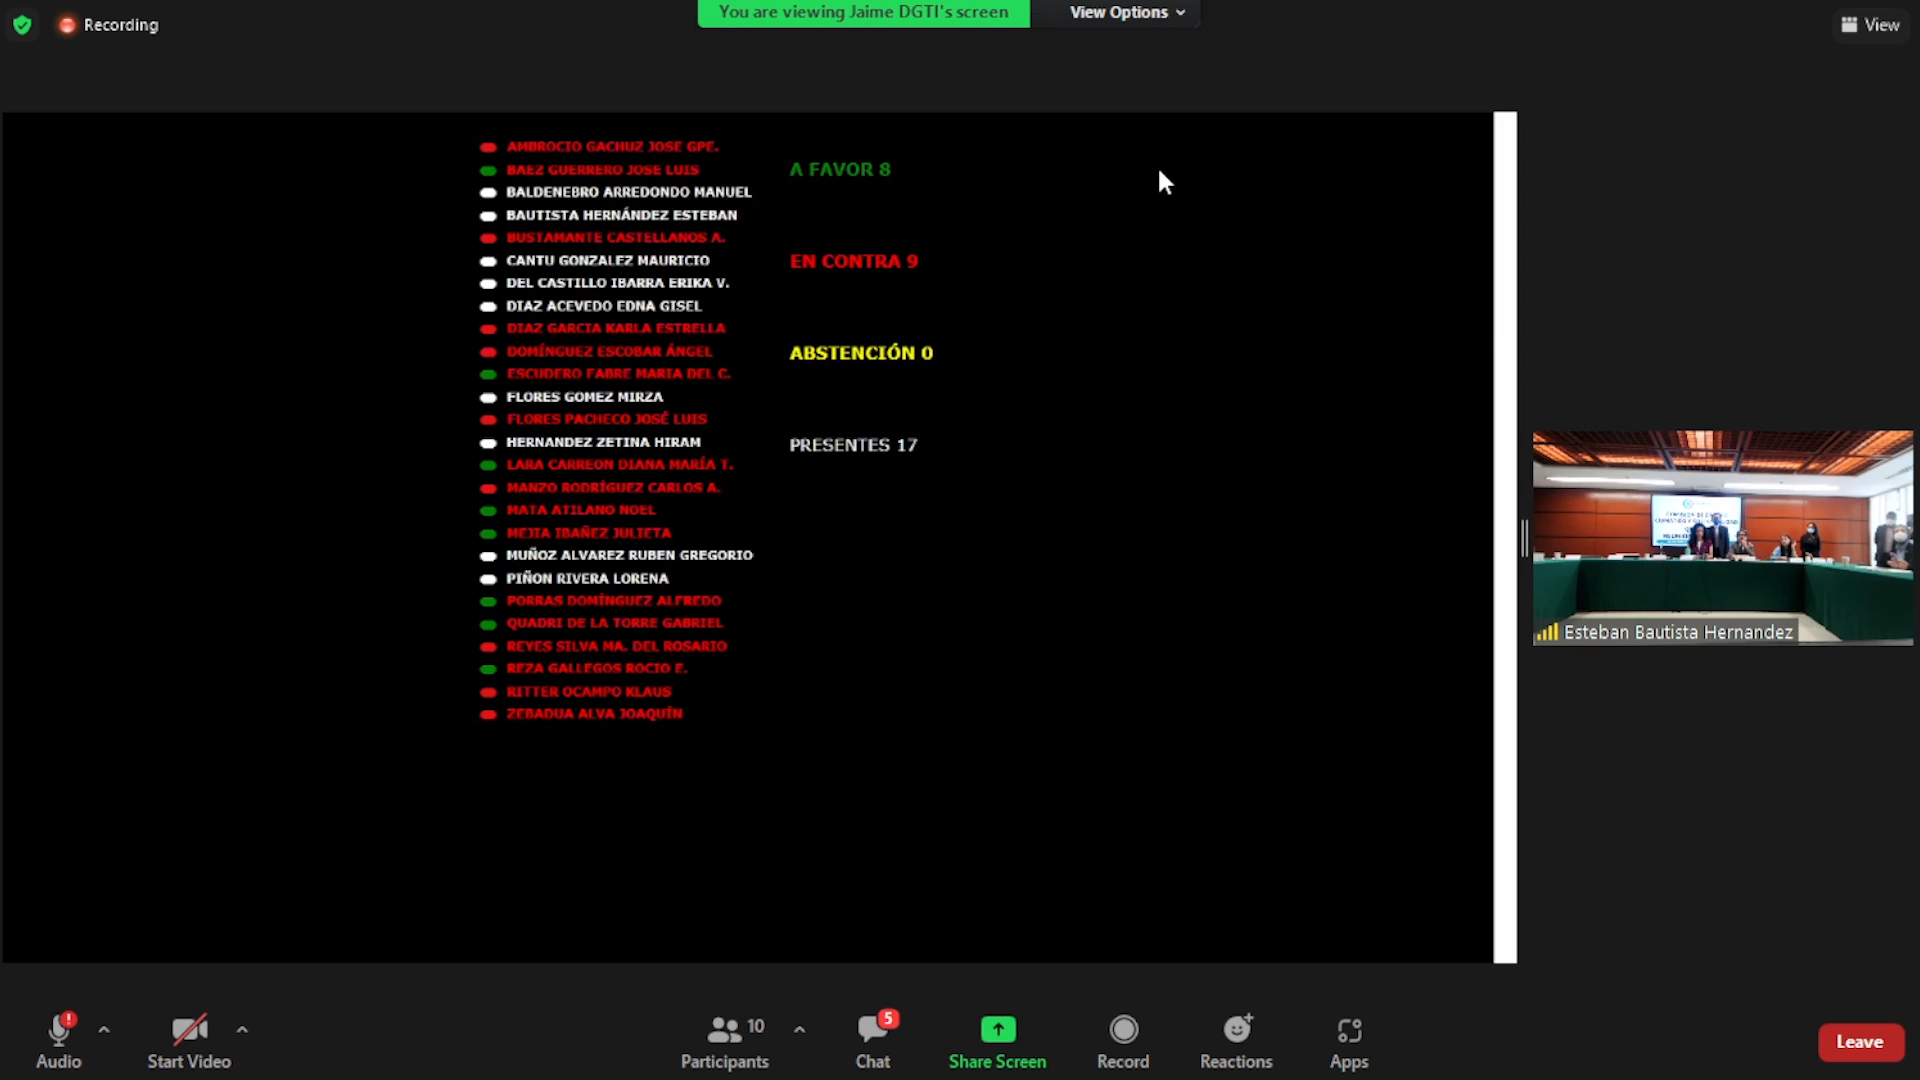 Recording
You are viewing Jaime DGTI's screen
View Options
View
AMBROCIO GACHUZ JOSE GPE.
BAEZ GUERRERO JOSE LUIS
BALDENEBRO ARREDONDO MANUEL
BAUTISTA HERNÁNDEZ ESTEBAN
BUSTAMANTE CASTELLANOS A.
CANTU GONZALEZ MAURICIO
DEL CASTILLO IBARRA ERIKA V.
DIAZ ACEVEDO EDNA GISEL
DIAZ GARCIA KARLA ESTRELLA
DOMÍNGUEZ ESCOBAR ÁNGEL
ESCUDERO FABRE MARIA DEL C.
FLORES GOMEZ MIRZA
FLORES PACHECO JOSÉ LUIS
HERNANDEZ ZETINA HIRAM
LARA CARREON DIANA MARÍA T.
MANZO RODRÍGUEZ CARLOS A.
MATA ATILANO NOEL
MEJIA IBAÑEZ JULIETA
MUÑOZ ALVAREZ RUBEN GREGORIO
PIÑON RIVERA LORENA
PORRAS DOMÍNGUEZ ALFREDO
QUADRI DE LA TORRE GABRIEL
REYES SILVA MA. DEL ROSARIO
REZA GALLEGOS ROCIO E.
RITTER OCAMPO KLAUS
ZEBADUA ALVA JOAQUÍN
A FAVOR 8
EN CONTRA 9
ABSTENCIÓN 0
PRESENTES 17
Esteban Bautista Hernandez
Audio
Start Video
10
Participants
5
Chat
Share Screen
Record
Reactions
Apps
Leave